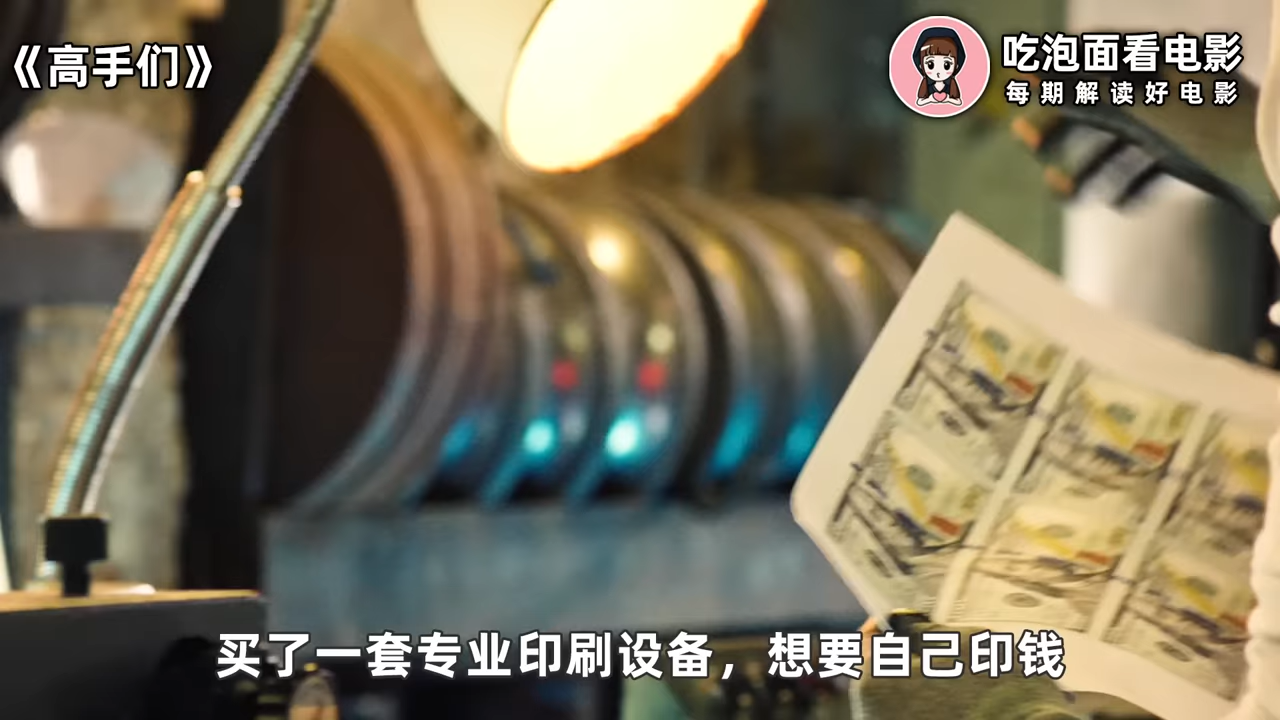 《高手们》
吃泡面看电影
每期解读好电影
买了一套专业印刷设备，想要自己印钱